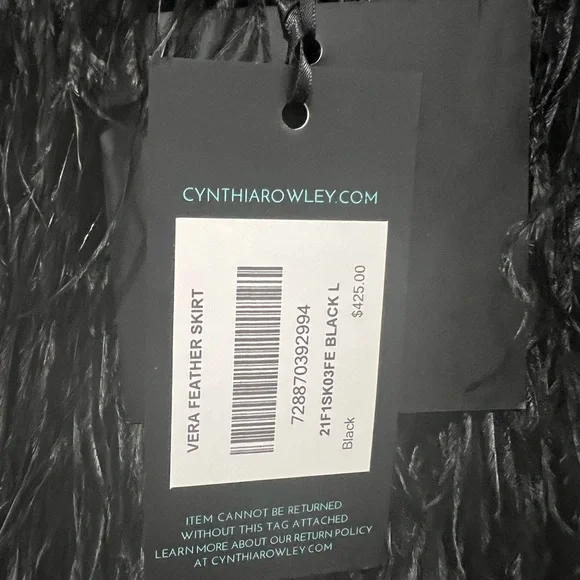 CYNTHIAROWLEY.COM
VERA FEATHER SKIRT
728870392994
21F1SK03FE BLACK L
Black
$425.00
ITEM CANNOT BE RETURNED
WITHOUT THIS TAG ATTACHED
LEARN MORE ABOUT OUR RETURN POLICY
AT CYNTHIAROWLEY.COM